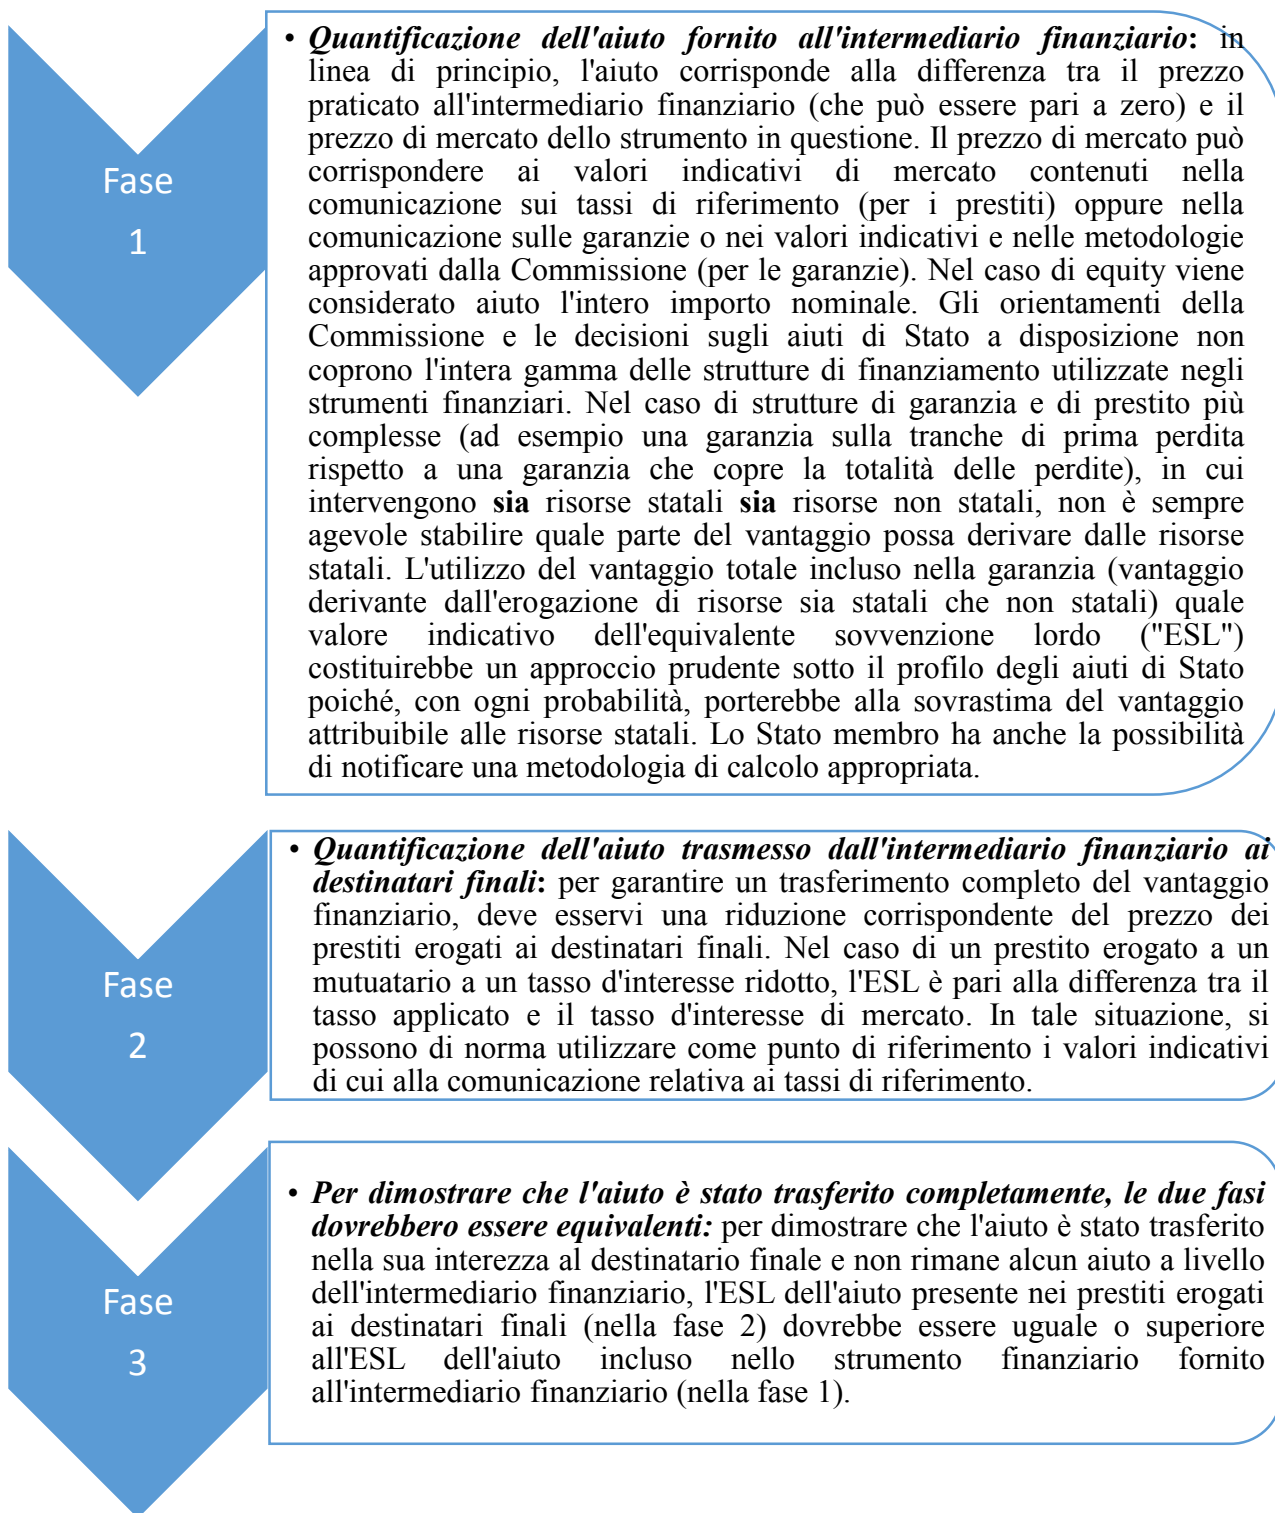 Fase
1
• Quantificazione dell'aiuto fornito all'intermediario finanziario: in
linea di principio, l'aiuto corrisponde alla differenza tra il prezzo
praticato all'intermediario finanziario (che può essere pari a zero) e il
prezzo di mercato dello strumento in questione. Il prezzo di mercato può
corrispondere ai valori indicativi di mercato contenuti nella
comunicazione sui tassi di riferimento (per i prestiti) oppure nella
comunicazione sulle garanzie o nei valori indicativi e nelle metodologie
approvati dalla Commissione (per le garanzie). Nel caso di equity viene
considerato aiuto l'intero importo nominale. Gli orientamenti della
Commissione e le decisioni sugli aiuti di Stato a disposizione non
coprono l'intera gamma delle strutture di finanziamento utilizzate negli
strumenti finanziari. Nel caso di strutture di garanzia e di prestito più
complesse (ad esempio una garanzia sulla tranche di prima perdita
rispetto a una garanzia che copre la totalità delle perdite), in cui
intervengono sia risorse statali sia risorse non statali, non è sempre
agevole stabilire quale parte del vantaggio possa derivare dalle risorse
statali. L'utilizzo del vantaggio totale incluso nella garanzia (vantaggio
derivante dall'erogazione di risorse sia statali che non statali) quale
valore indicativo dell'equivalente sovvenzione lordo ("ESL")
costituirebbe un approccio prudente sotto il profilo degli aiuti di Stato
poiché, con ogni probabilità, porterebbe alla sovrastima del vantaggio
attribuibile alle risorse statali. Lo Stato membro ha anche la possibilità
di notificare una metodologia di calcolo appropriata.
Fase
2
• Quantificazione dell'aiuto trasmesso dall'intermediario finanziario ai
destinatari finali: per garantire un trasferimento completo del vantaggio
finanziario, deve esservi una riduzione corrispondente del prezzo dei
prestiti erogati ai destinatari finali. Nel caso di un prestito erogato a un
mutuatario a un tasso d'interesse ridotto, l'ESL è pari alla differenza tra il
tasso applicato e il tasso d'interesse di mercato. In tale situazione, si
possono di norma utilizzare come punto di riferimento i valori indicativi
di cui alla comunicazione relativa ai tassi di riferimento.
Fase
3
• Per dimostrare che l'aiuto è stato trasferito completamente, le due fasi
dovrebbero essere equivalenti: per dimostrare che l'aiuto è stato trasferito
nella sua interezza al destinatario finale e non rimane alcun aiuto a livello
dell'intermediario finanziario, l'ESL dell'aiuto presente nei prestiti erogati
ai destinatari finali (nella fase 2) dovrebbe essere uguale o superiore
all'ESL dell'aiuto incluso nello strumento finanziario fornito
all'intermediario finanziario (nella fase 1).